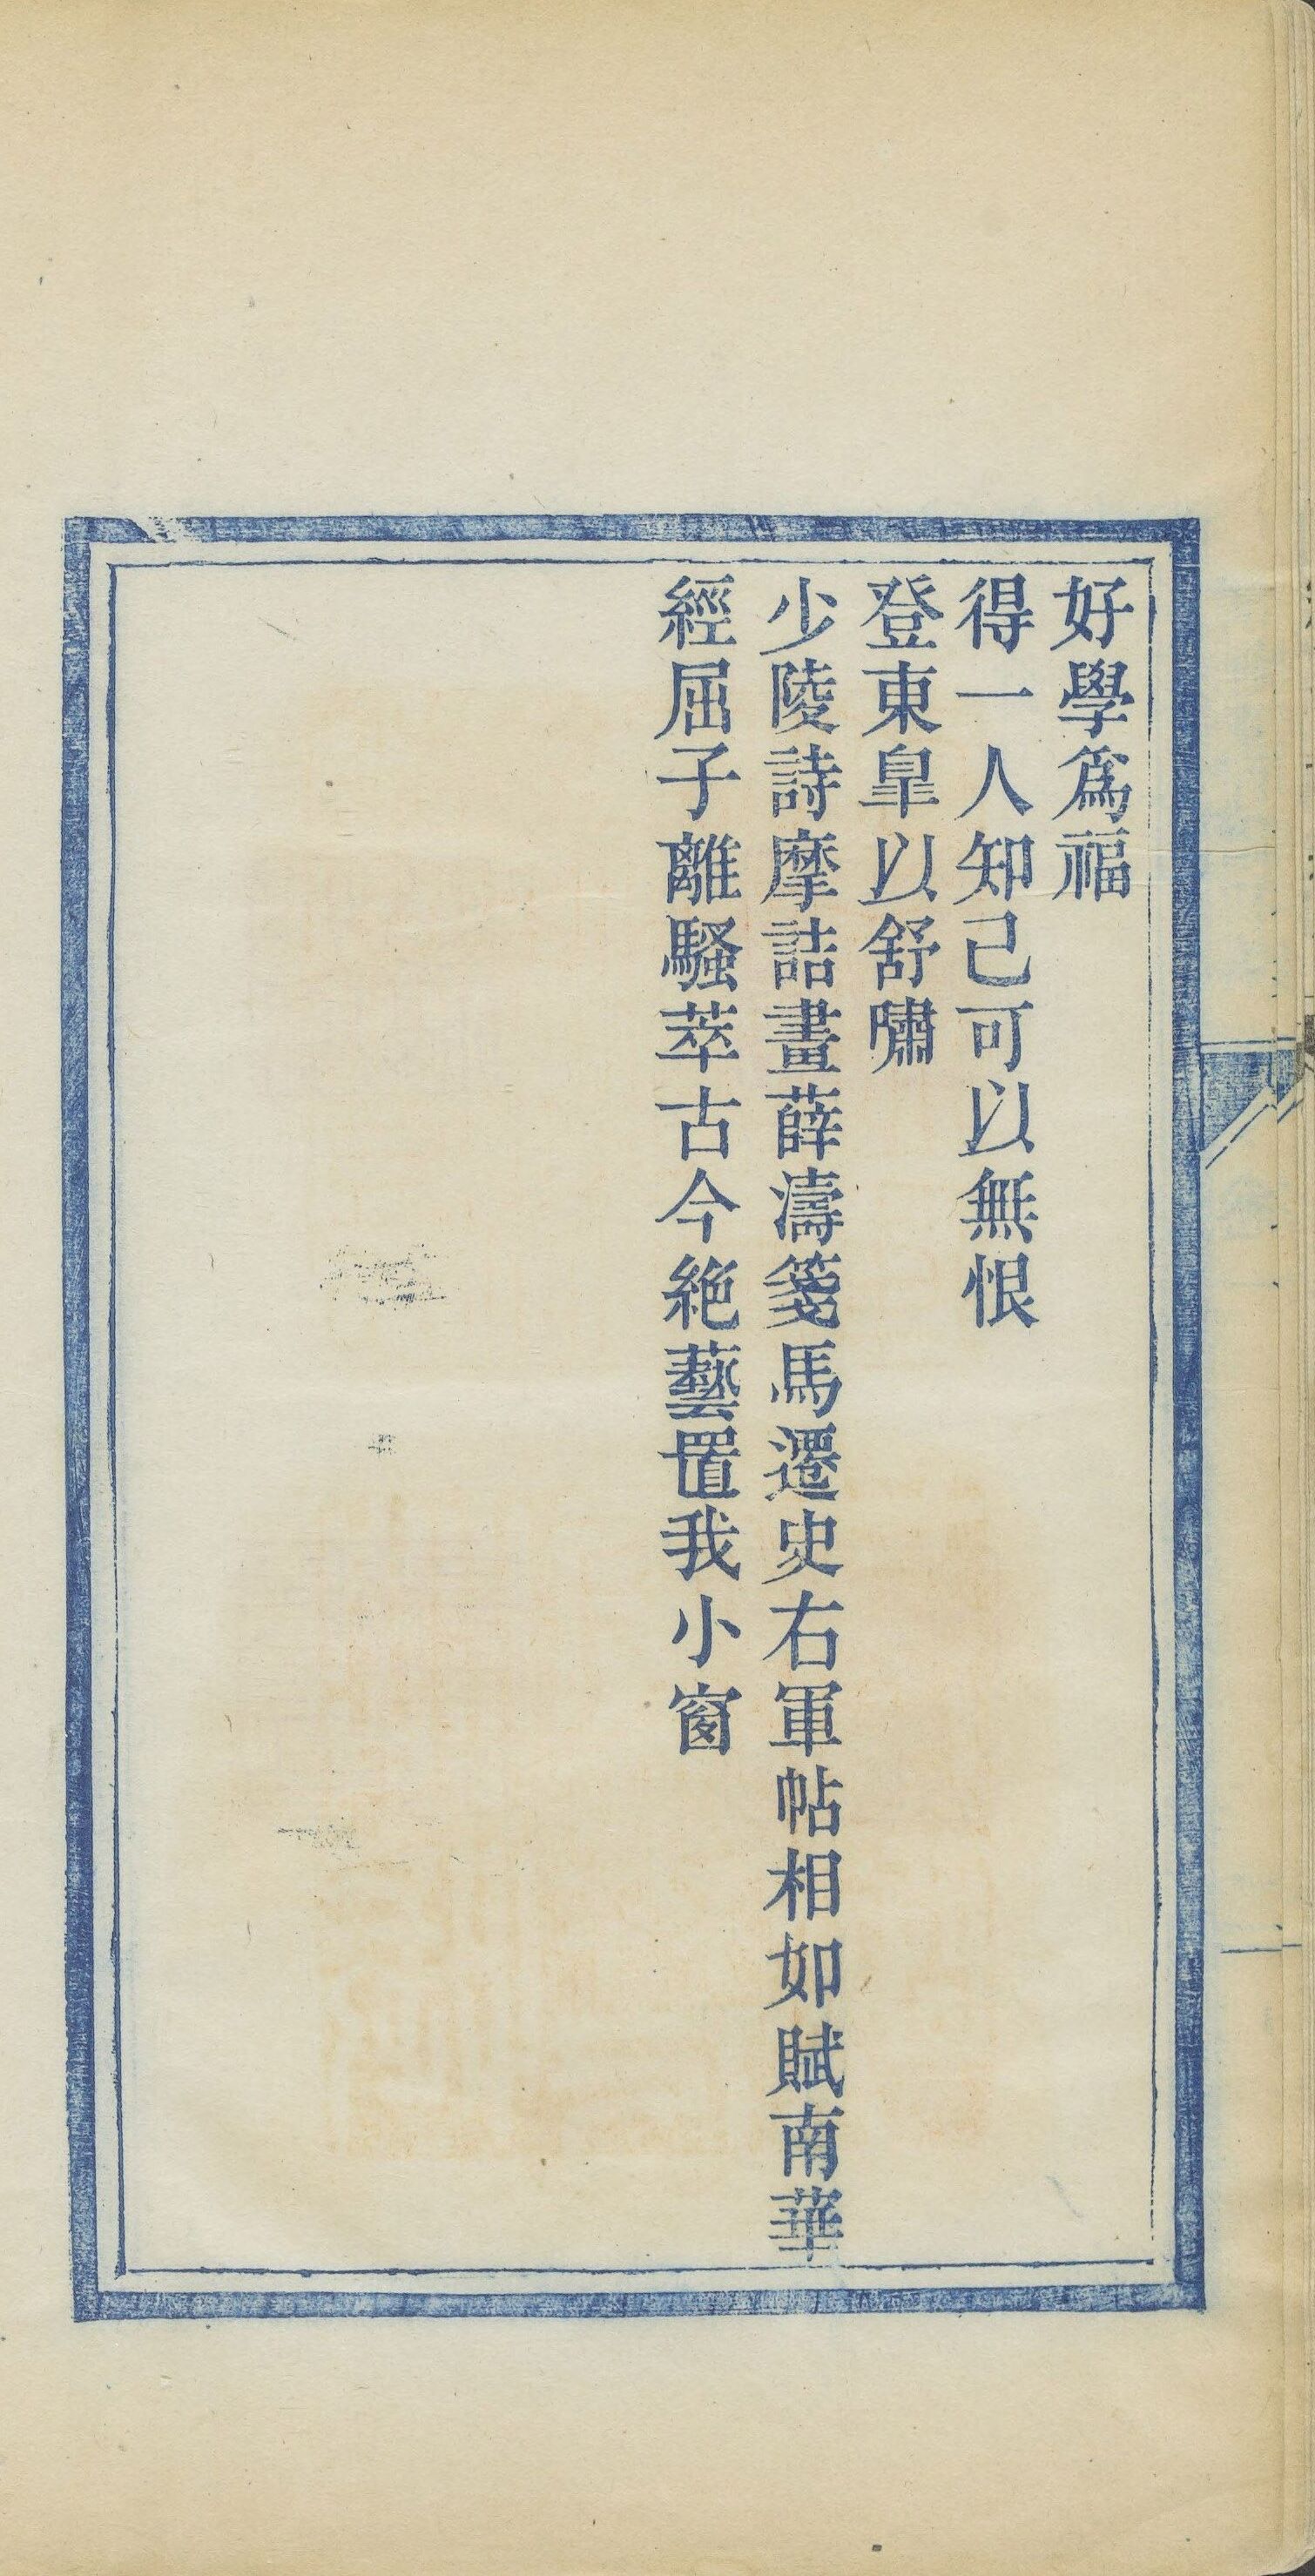 好學爲福
得一人知己可以無恨
登東臯以舒嘯
少陵詩摩詰畫薛濤箋馬遷史右軍帖相如賦南華
經屈子離騷萃古今絶藝置我小窗